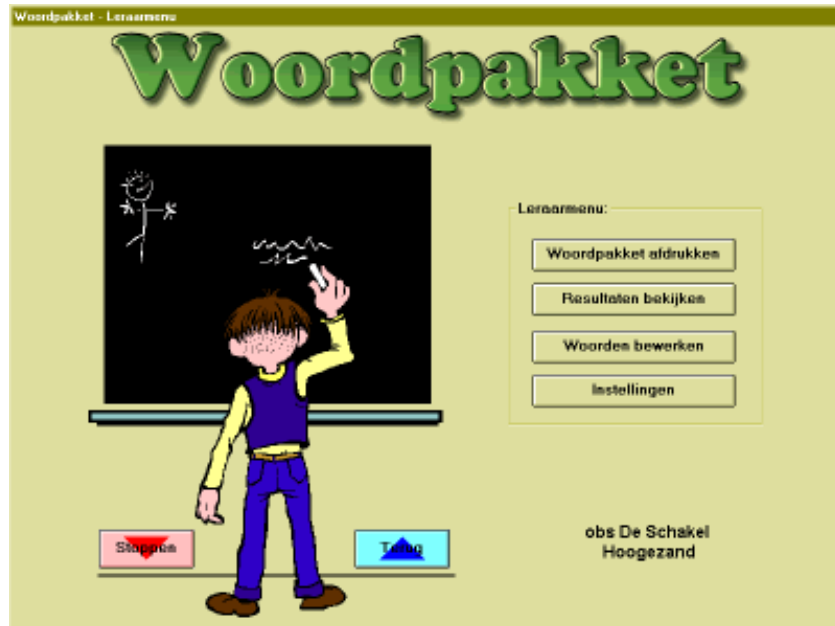 Woordpakket - Leraarmenu
Woordpakket
Leraarmenu:
Woordpakket afdrukken
Resultaten bekijken
Woorden bewerken
Instellingen
Stoppen
Terug
obs De Schakel
Hoogezand